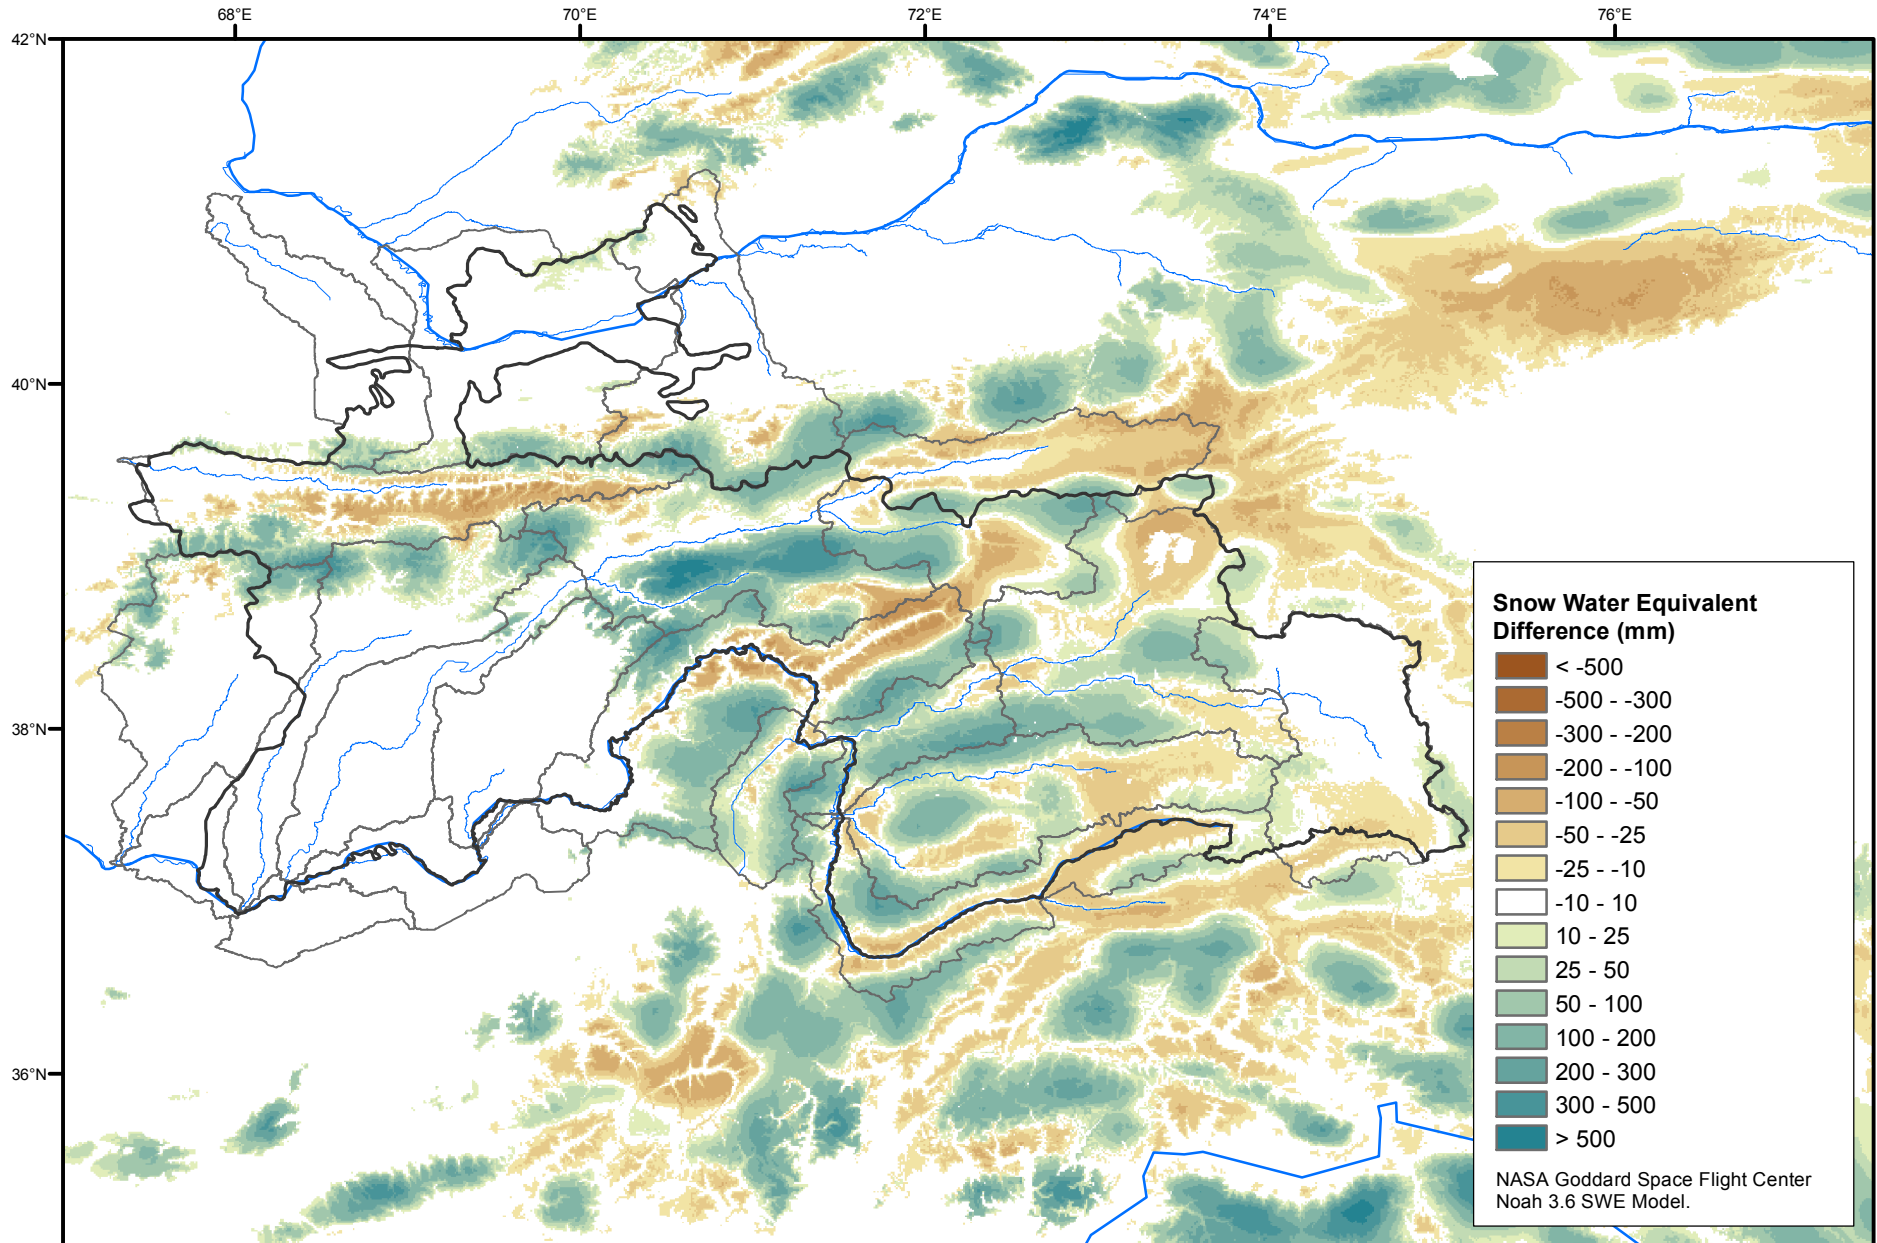 68°E
70°E
72°E
74°E
76°E
42°N
40°N
38°N
36°N
Snow Water Equivalent
Difference (mm)
< -500
-500 - -300
-300 - -200
-200 - -100
-100 - -50
-50 - -25
-25 - -10
-10 - 10
10 - 25
25 - 50
50 - 100
100 - 200
200 - 300
300 - 500
> 500
NASA Goddard Space Flight Center
Noah 3.6 SWE Model.